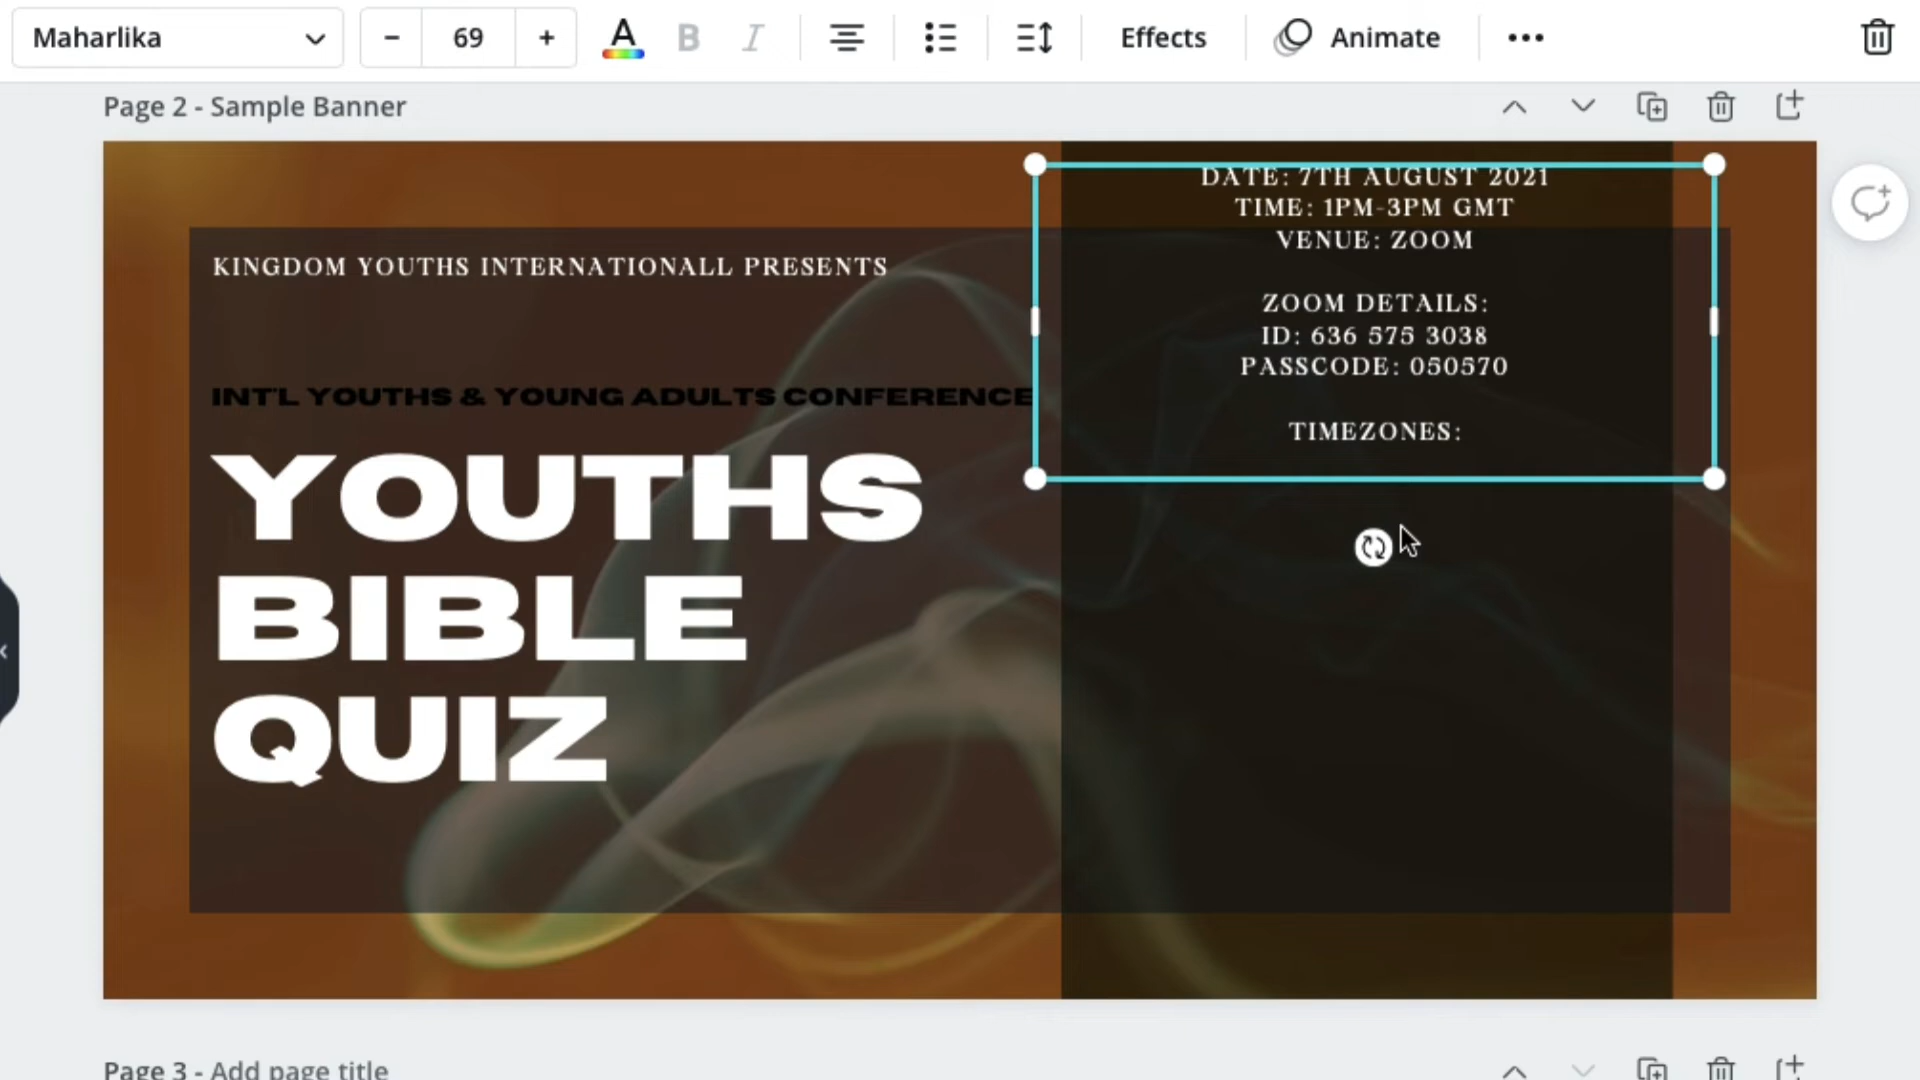 Maharlika
− 69 +
A B I
Effects
Animate
Page 2 - Sample Banner
KINGDOM YOUTHS INTERNATIONALL PRESENTS
INT'L YOUTHS & YOUNG ADULTS CONFERENCE
YOUTHS
BIBLE
QUIZ
DATE: 7TH AUGUST 2021
TIME: 1PM-3PM GMT
VENUE: ZOOM
ZOOM DETAILS:
ID: 636 575 3038
PASSCODE: 050570
TIMEZONES:
Page 3 - Add page title